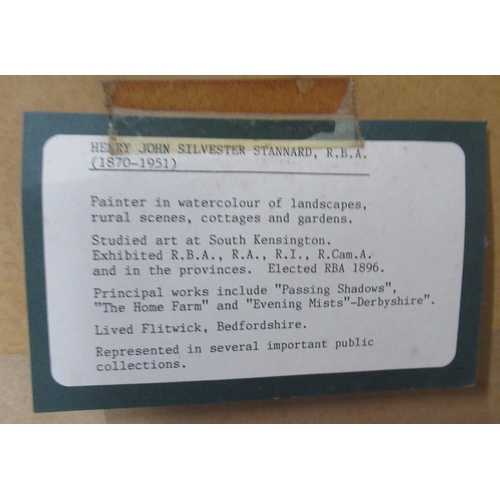 HENRY JOHN SILVESTER STANNARD, R.B.A.
(1870-1951)
Painter in watercolour of landscapes,
rural scenes, cottages and gardens.
Studied art at South Kensington.
Exhibited R.B.A., R.A., R.I., R.Cam.A.
and in the provinces. Elected RBA 1896.
Principal works include "Passing Shadows",
"The Home Farm" and "Evening Mists"-Derbyshire".
Lived Flitwick, Bedfordshire.
Represented in several important public
collections.